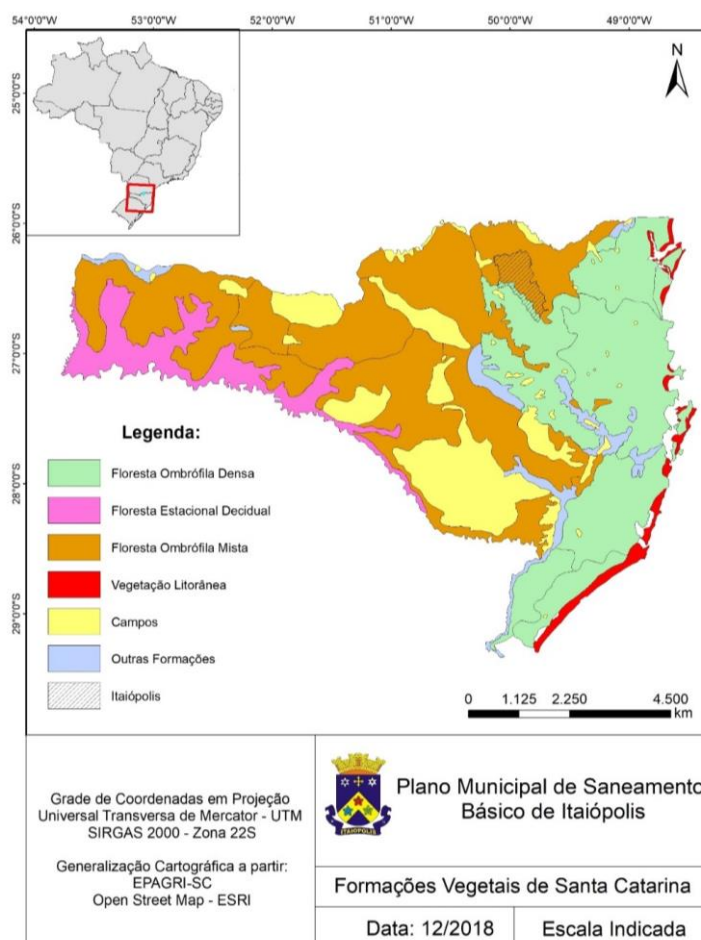 54°0'0"W
53°0'0"W
52°0'0"W
51°0'0"W
50°0'0"W
49°0'0"W
25°0'0"S
26°0'0"S
27°0'0"S
28°0'0"S
29°0'0"S
N
Legenda:
Floresta Ombrófila Densa
Floresta Estacional Decidual
Floresta Ombrófila Mista
Vegetação Litorânea
Campos
Outras Formações
Itaiópolis
0 1.125 2.250 4.500
km
Grade de Coordenadas em Projeção
Universal Transversa de Mercator - UTM
SIRGAS 2000 - Zona 22S
Generalização Cartográfica a partir:
EPAGRI-SC
Open Street Map - ESRI
ITAIÓPOLIS
Plano Municipal de Saneamento
Básico de Itaiópolis
Formações Vegetais de Santa Catarina
Data: 12/2018
Escala Indicada